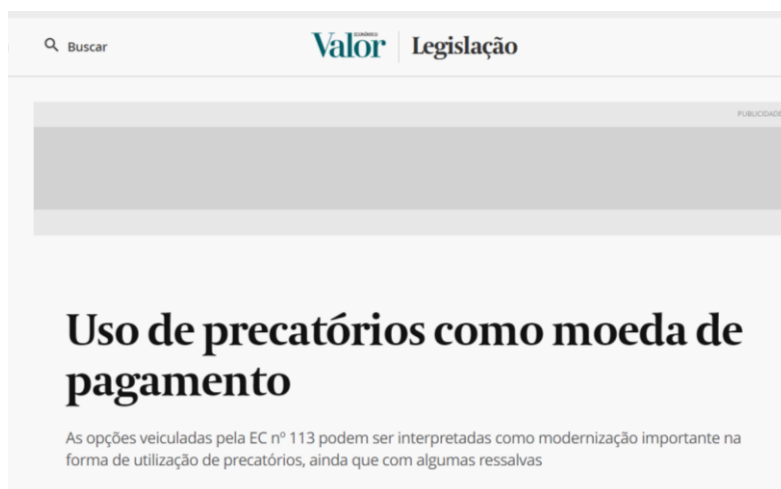 Buscar
Valor ECONÔMICO
Legislação
PUBLICIDADE
Uso de precatórios como moeda de
pagamento
As opções veiculadas pela EC nº 113 podem ser interpretadas como modernização importante na
forma de utilização de precatórios, ainda que com algumas ressalvas